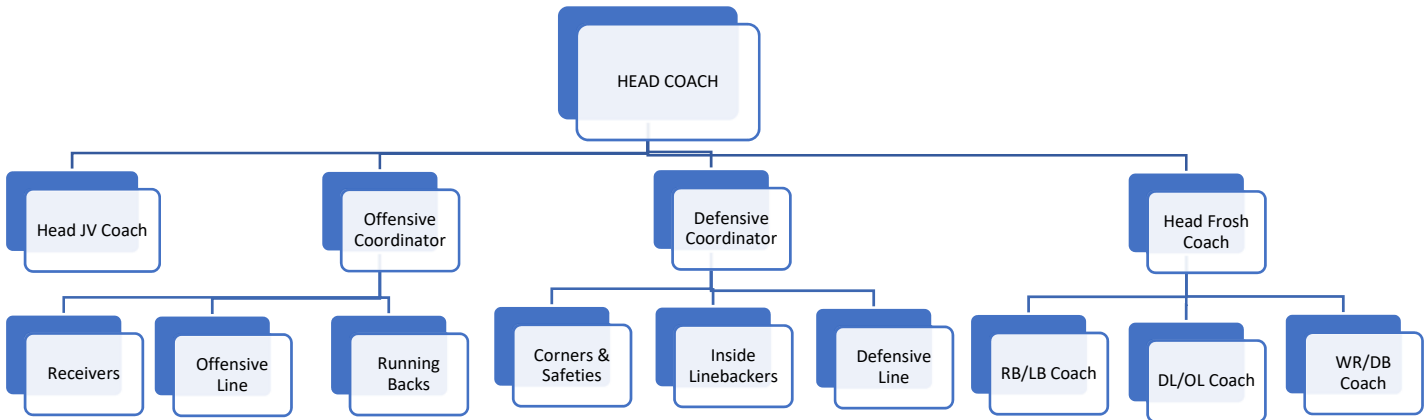 HEAD COACH
Head JV Coach
Offensive
Coordinator
Defensive
Coordinator
Head Frosh
Coach
Receivers
Offensive
Line
Running
Backs
Corners &
Safeties
Inside
Linebackers
Defensive
Line
RB/LB Coach
DL/OL Coach
WR/DB
Coach